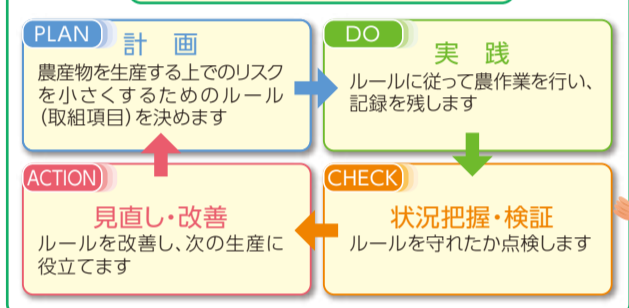 PLAN
計 画
農産物を生産する上でのリスク
を小さくするためのルール
(取組項目)を決めます
DO
実 践
ルールに従って農作業を行い、
記録を残します
CHECK
状況把握・検証
ルールを守れたか点検します
ACTION
見直し・改善
ルールを改善し、次の生産に
役立てます